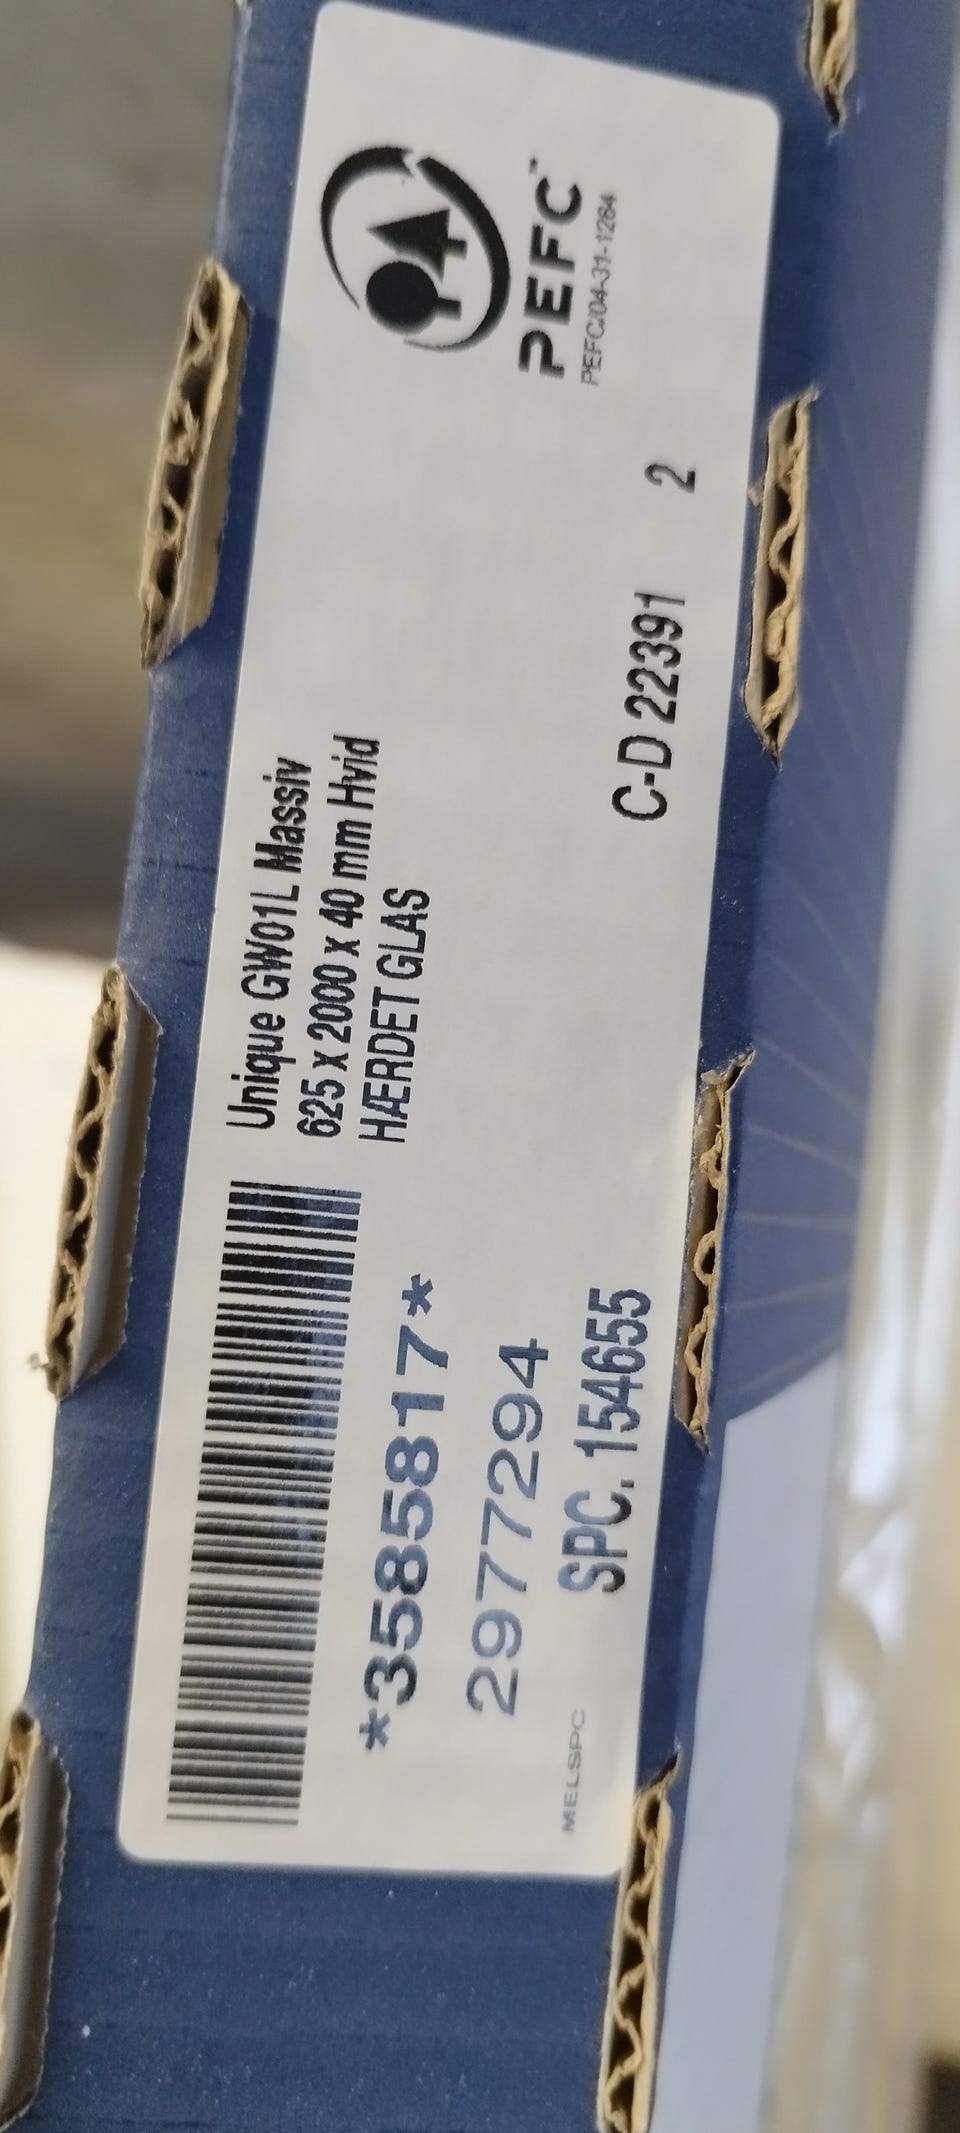 Unique GW01L Massiv
625 x 2000 x 40 mm Hvid
HÆRDET GLAS
*3585817*
2977294
SPC. 154655
MELSPC
C-D 22391 2
PEFC™
PEFC/04-31-1264